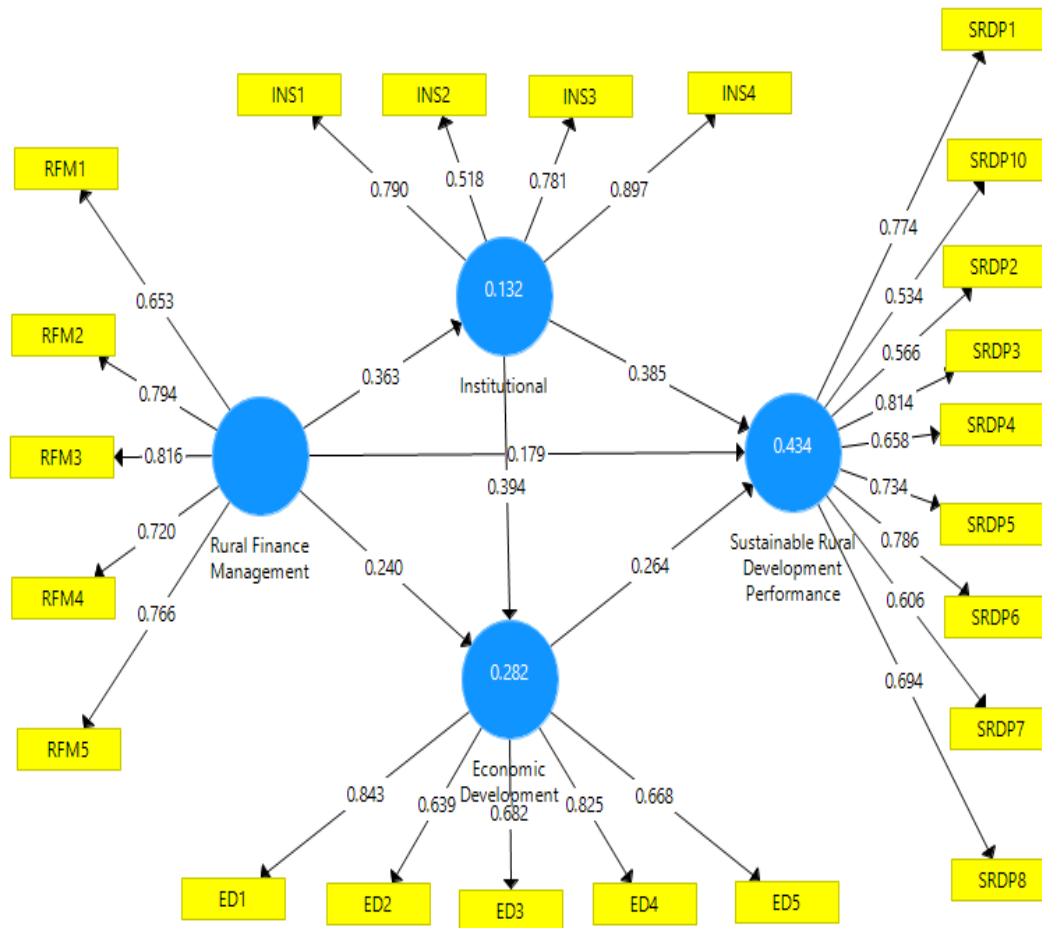 SRDP1
INS1
INS2
INS3
INS4
RFM1
SRDP10
0.790
0.518
0.781
0.897
0.774
SRDP2
0.534
0.653
0.132
0.566
RFM2
SRDP3
0.363
Institutional
0.385
0.814
0.794
SRDP4
0.658
RFM3
0.816
0.179
0.434
0.734
0.394
SRDP5
0.720
Rural Finance
Management
Sustainable Rural
Development
Performance
0.786
0.240
0.264
RFM4
0.606
SRDP6
0.766
0.282
0.694
SRDP7
RFM5
Economic
Development
0.843
0.639
0.682
0.825
0.668
SRDP8
ED1
ED2
ED3
ED4
ED5